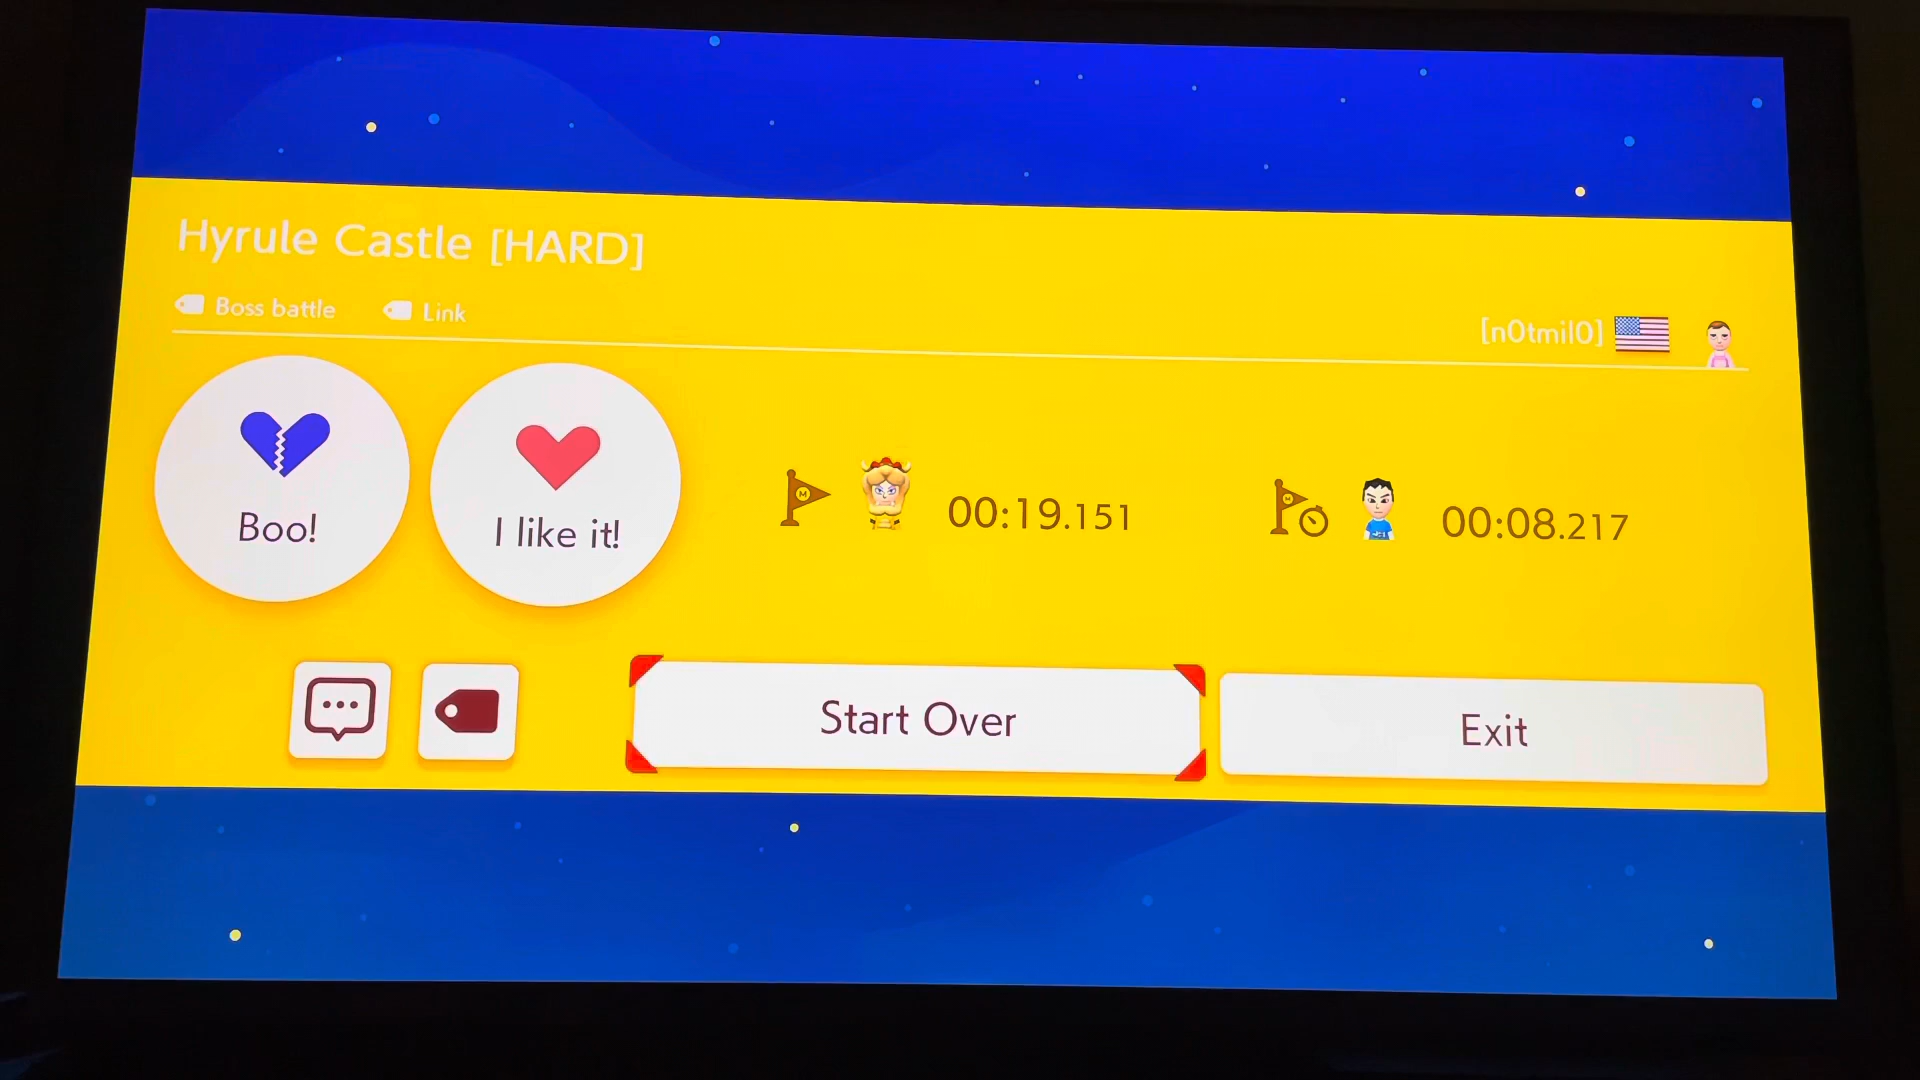 Hyrule Castle [HARD]
Boss battle
Link
[n0tmil0]
Boo!
I like it!
M
00:19.151
M
00:08.217
Start Over
Exit